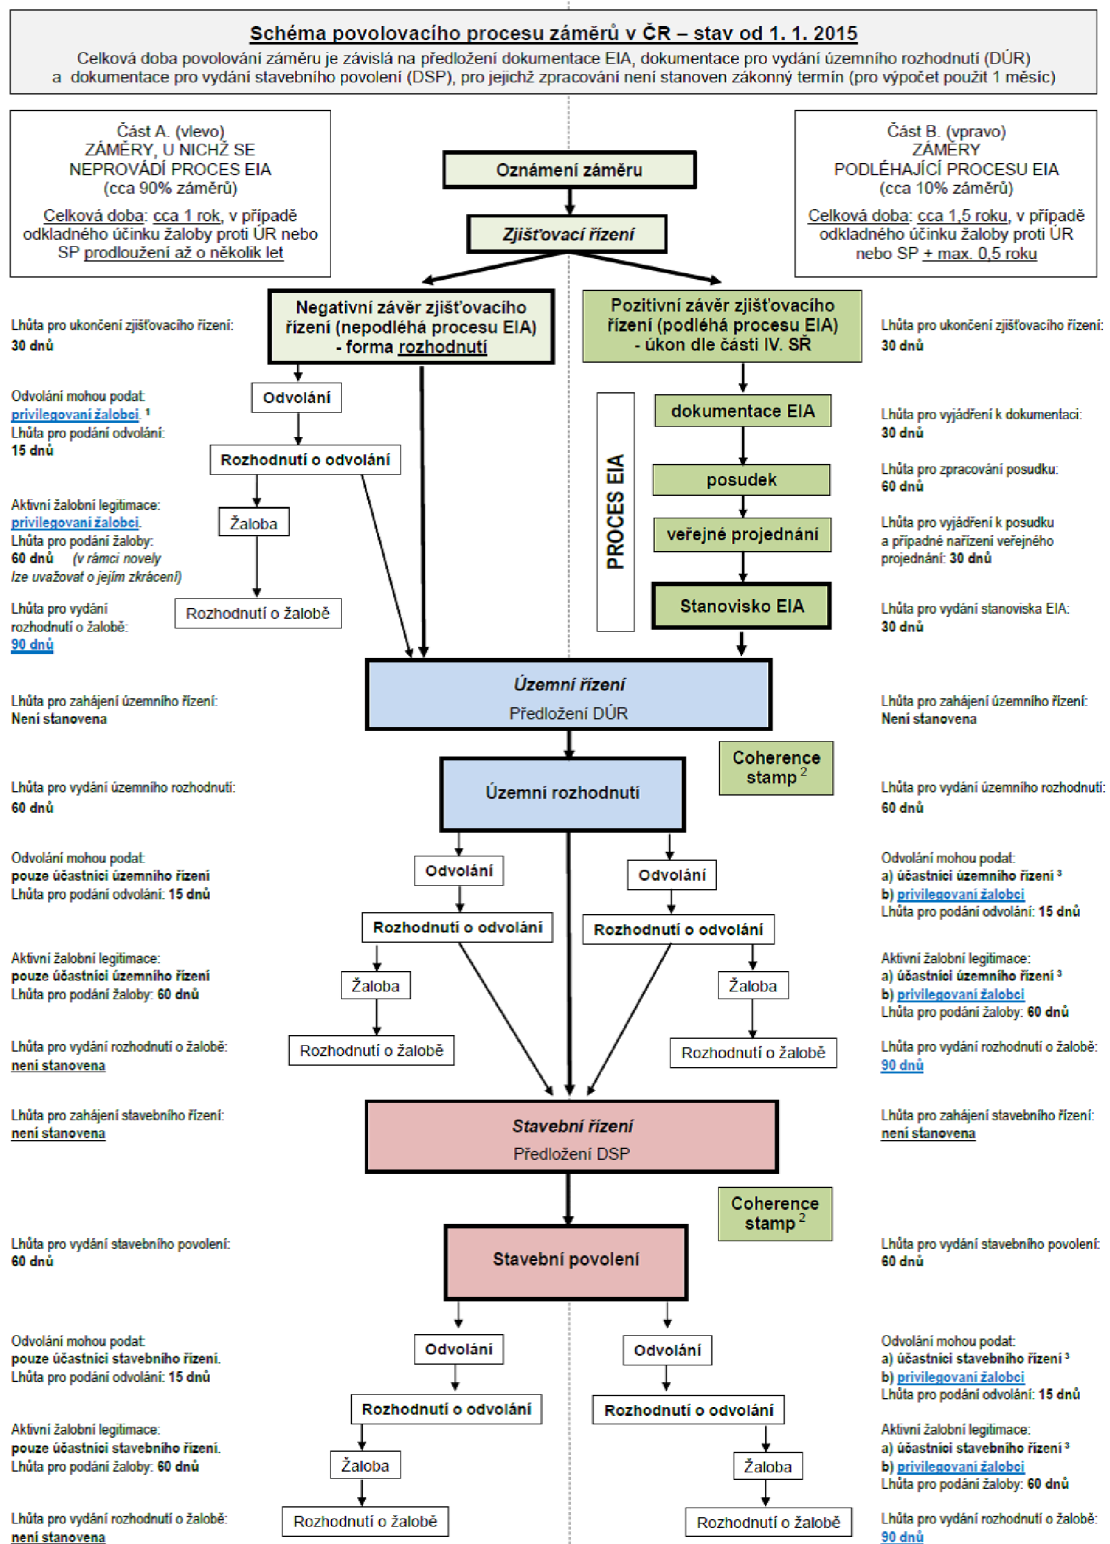 Schéma povolovacího procesu záměrů v ČR – stav od 1. 1. 2015
Celková doba povolování záměru je závislá na předložení dokumentace EIA, dokumentace pro vydání územního rozhodnutí (DÚR)
a dokumentace pro vydání stavebního povolení (DSP), pro jejichž zpracování není stanoven zákonný termín (pro výpočet použit 1 měsíc)
Část A. (vlevo)
ZÁMĚRY, U NICHŽ SE
NEPROVÁDÍ PROCES EIA
(cca 90% záměrů)
Celková doba: cca 1 rok, v případě
odkladného účinku žaloby proti ÚR nebo
SP prodloužení až o několik let
Část B. (vpravo)
ZÁMĚRY
PODLÉHAJÍCÍ PROCESU EIA
(cca 10% záměrů)
Celková doba: cca 1,5 roku, v případě
odkladného účinku žaloby proti ÚR
nebo SP + max. 0,5 roku
Oznámení záměru
Zjišťovací řízení
Negativní závěr zjišťovacího
řízení (nepodléhá procesu EIA)
- forma rozhodnutí
Pozitivní závěr zjišťovacího
řízení (podléhá procesu EIA)
- úkon dle části IV. SŘ
Lhůta pro ukončení zjišťovacího řízení:
30 dnů
Lhůta pro ukončení zjišťovacího řízení:
30 dnů
Odvolání mohou podat:
privilegovaní žalobci. 1
Lhůta pro podání odvolání:
15 dnů
Odvolání
Rozhodnutí o odvolání
Aktivní žalobní legitimace:
privilegovaní žalobci.
Lhůta pro podání žaloby:
60 dnů (v rámci novely
lze uvažovat o jejím zkrácení)
Žaloba
Lhůta pro vydání
rozhodnutí o žalobě:
90 dnů
Rozhodnutí o žalobě
PROCES EIA
dokumentace EIA
posudek
veřejné projednání
Stanovisko EIA
Lhůta pro vyjádření k dokumentaci:
30 dnů
Lhůta pro zpracování posudku:
60 dnů
Lhůta pro vyjádření k posudku
a případné nařízení veřejného
projednání: 30 dnů
Lhůta pro vydání stanoviska EIA:
30 dnů
Územní řízení
Předložení DÚR
Lhůta pro zahájení územního řízení:
Není stanovena
Lhůta pro zahájení územního řízení:
Není stanovena
Coherence
stamp 2
Územní rozhodnutí
Lhůta pro vydání územního rozhodnutí:
60 dnů
Lhůta pro vydání územního rozhodnutí:
60 dnů
Odvolání mohou podat:
pouze účastníci územního řízení
Lhůta pro podání odvolání: 15 dnů
Odvolání
Odvolání
Odvolání mohou podat:
a) účastníci územního řízení 3
b) privilegovaní žalobci
Lhůta pro podání odvolání: 15 dnů
Rozhodnutí o odvolání
Rozhodnutí o odvolání
Aktivní žalobní legitimace:
pouze účastníci územního řízení
Lhůta pro podání žaloby: 60 dnů
Žaloba
Žaloba
Aktivní žalobní legitimace:
a) účastníci územního řízení 3
b) privilegovaní žalobci
Lhůta pro podání žaloby: 60 dnů
Lhůta pro vydání rozhodnutí o žalobě:
není stanovena
Rozhodnutí o žalobě
Rozhodnutí o žalobě
Lhůta pro vydání rozhodnutí o žalobě:
90 dnů
Lhůta pro zahájení stavebního řízení:
není stanovena
Stavební řízení
Předložení DSP
Lhůta pro zahájení stavebního řízení:
není stanovena
Coherence
stamp 2
Stavební povolení
Lhůta pro vydání stavebního povolení:
60 dnů
Lhůta pro vydání stavebního povolení:
60 dnů
Odvolání mohou podat:
pouze účastníci stavebního řízení.
Lhůta pro podání odvolání: 15 dnů
Odvolání
Odvolání
Odvolání mohou podat:
a) účastníci stavebního řízení 3
b) privilegovaní žalobci
Lhůta pro podání odvolání: 15 dnů
Rozhodnutí o odvolání
Rozhodnutí o odvolání
Aktivní žalobní legitimace:
pouze účastníci stavebního řízení.
Lhůta pro podání žaloby: 60 dnů
Žaloba
Žaloba
Aktivní žalobní legitimace:
a) účastníci stavebního řízení 3
b) privilegovaní žalobci
Lhůta pro podání žaloby: 60 dnů
Lhůta pro vydání rozhodnutí o žalobě:
není stanovena
Rozhodnutí o žalobě
Rozhodnutí o žalobě
Lhůta pro vydání rozhodnutí o žalobě:
90 dnů